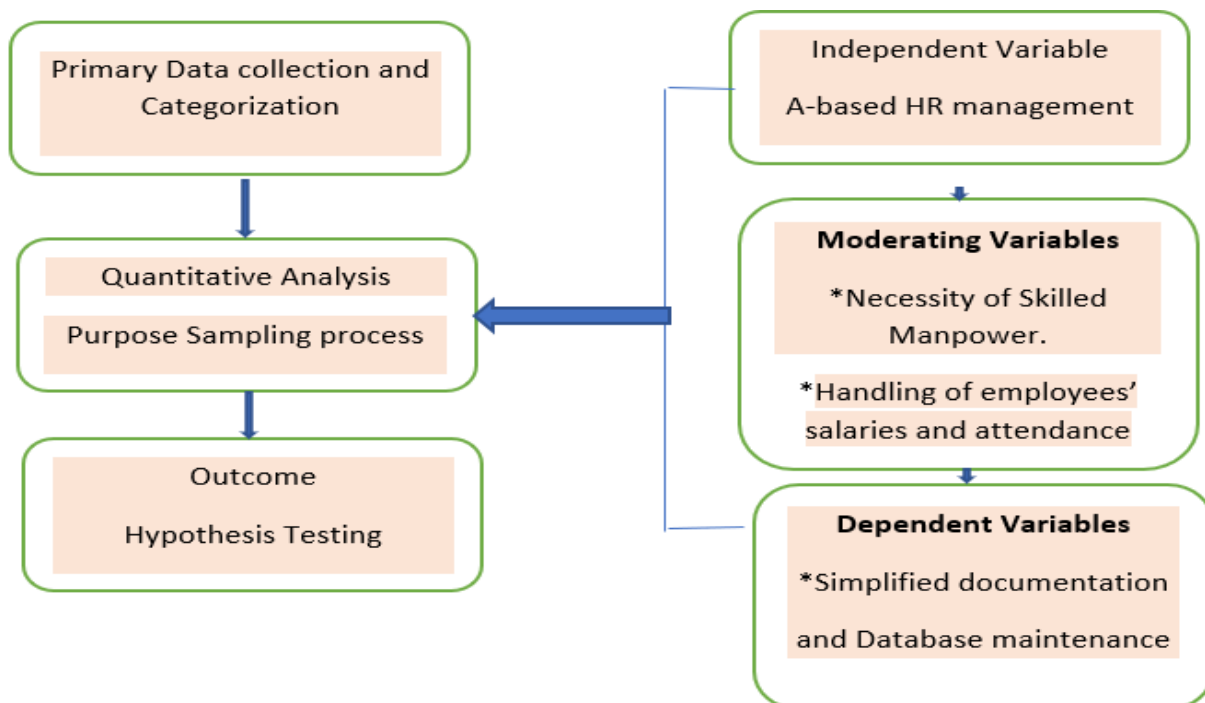 Primary Data collection and
Categorization
Quantitative Analysis
Purpose Sampling process
Outcome
Hypothesis Testing
Independent Variable
A-based HR management
Moderating Variables
*Necessity of Skilled
Manpower.
*Handling of employees’
salaries and attendance
Dependent Variables
*Simplified documentation
and Database maintenance